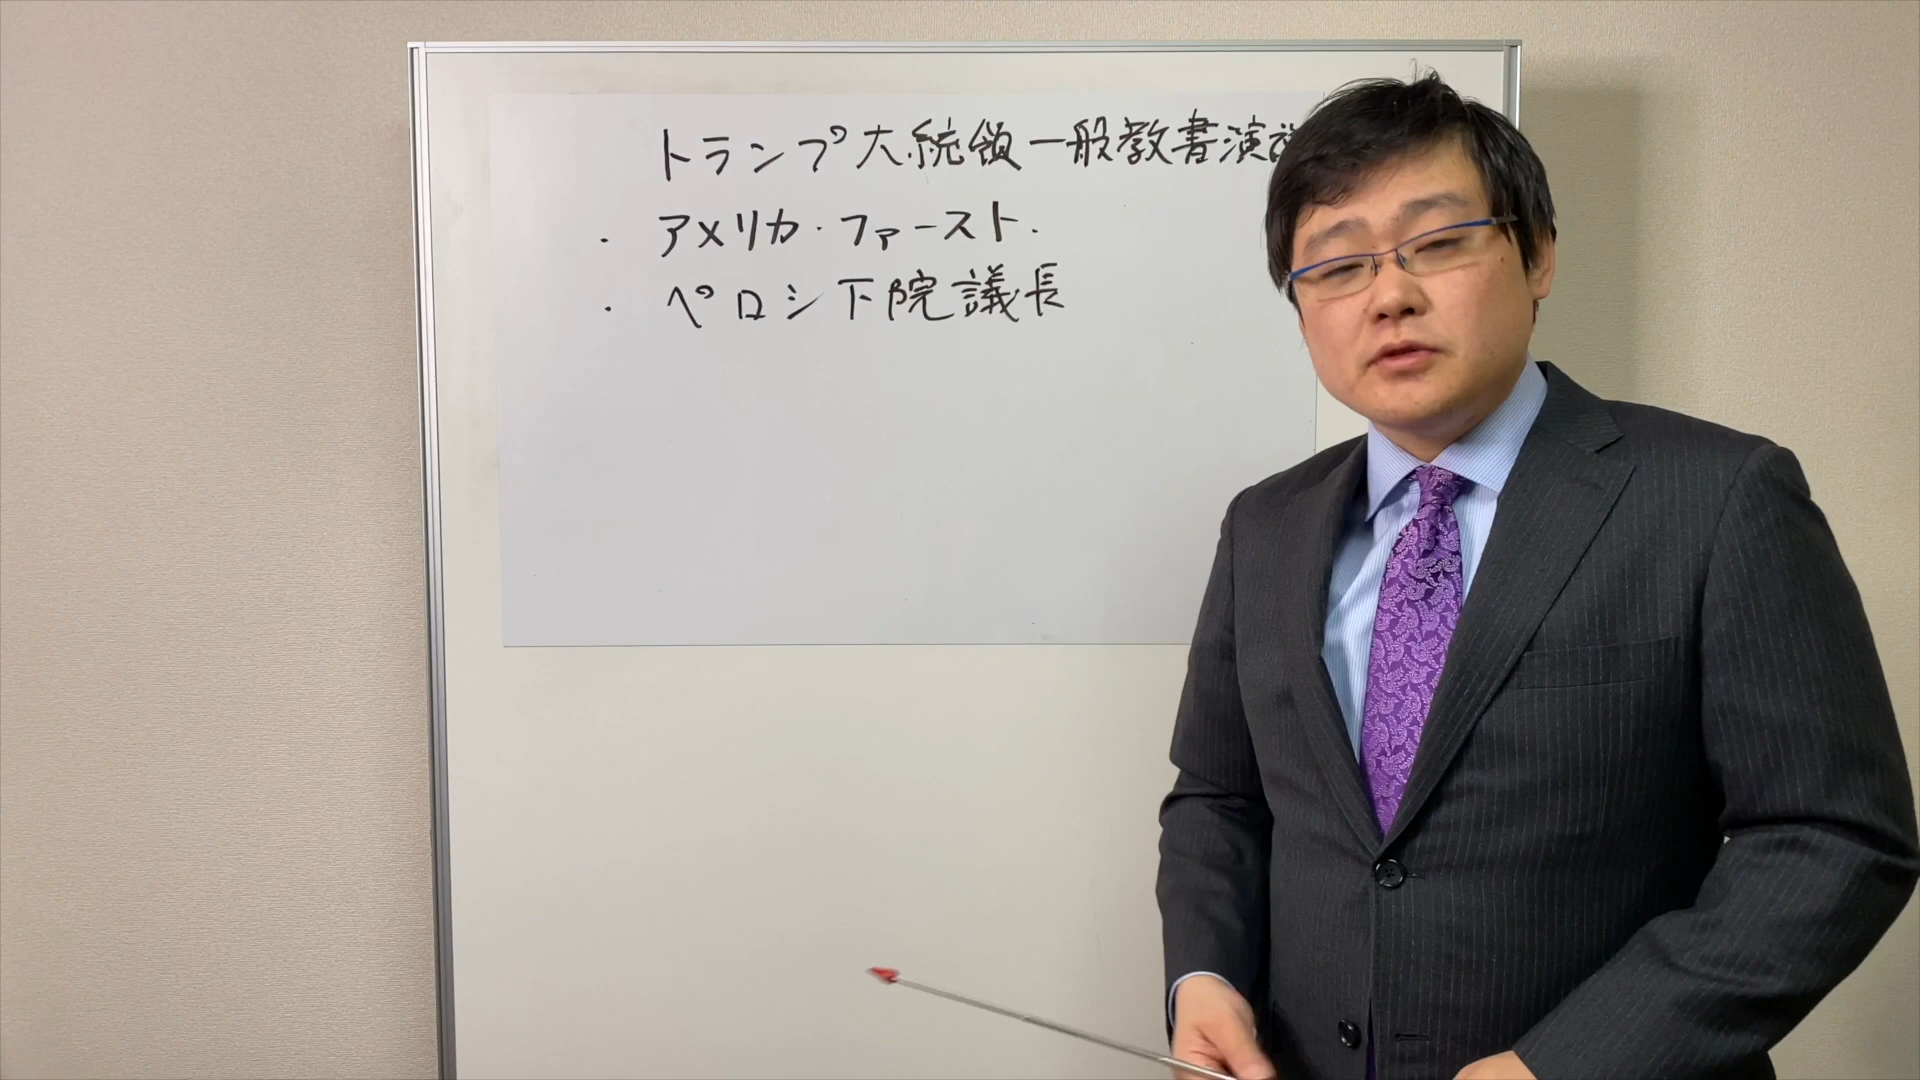 トランプ大統領一般教書演説
・アメリカ・ファースト.
・ペロシ下院議長